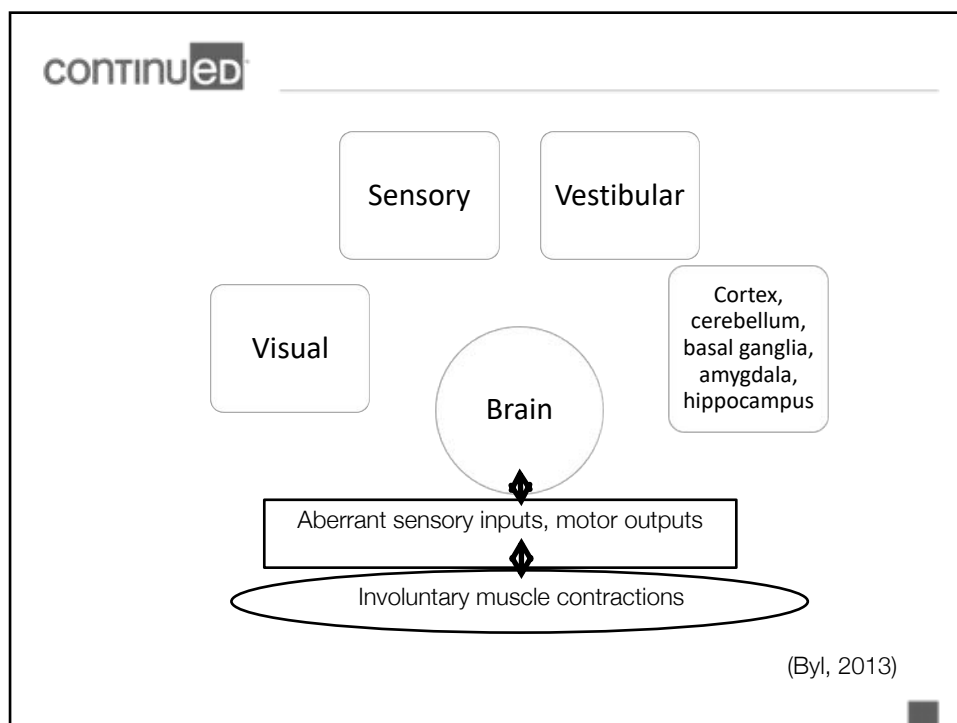 continued
Sensory
Vestibular
Visual
Cortex,
cerebellum,
basal ganglia,
amygdala,
hippocampus
Brain
Aberrant sensory inputs, motor outputs
Involuntary muscle contractions
(Byl, 2013)